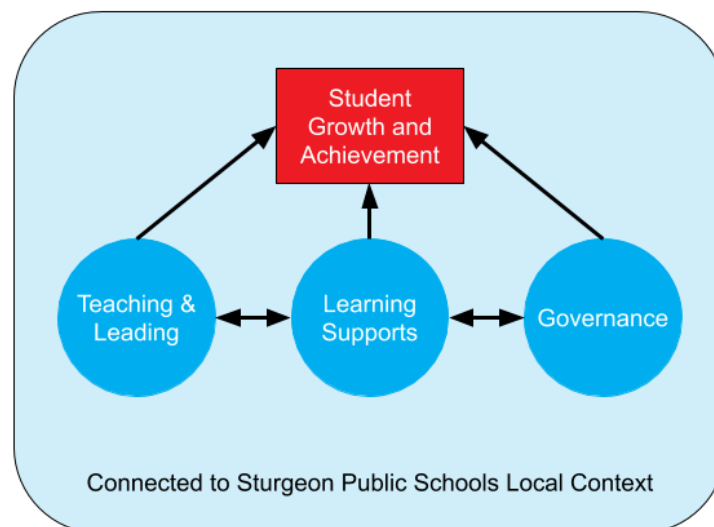 Student
Growth and
Achievement
Teaching &
Leading
Learning
Supports
Governance
Connected to Sturgeon Public Schools Local Context